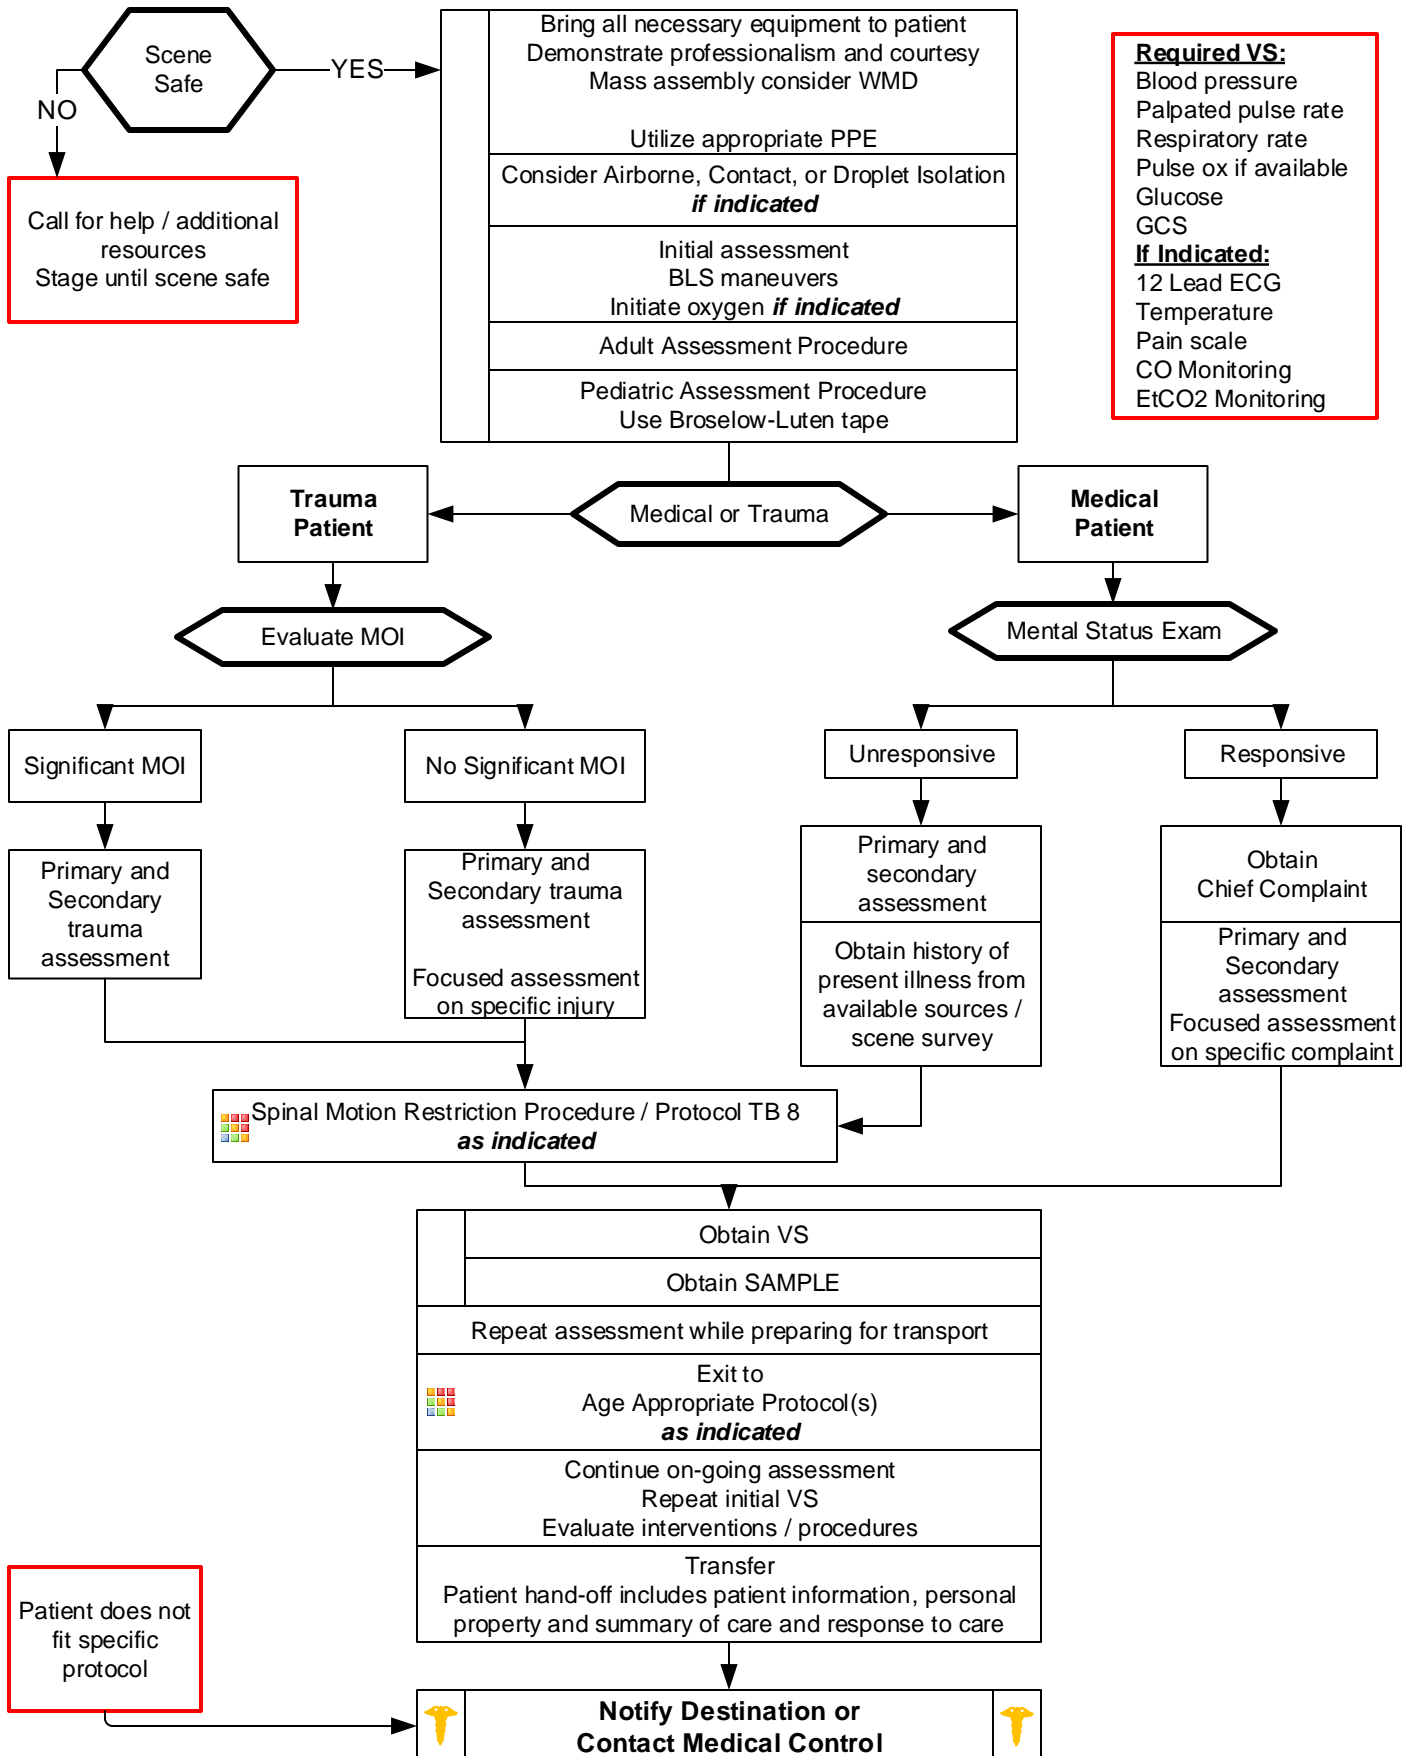 Scene
Safe
YES
NO
Call for help / additional
resources
Stage until scene safe
Bring all necessary equipment to patient
Demonstrate professionalism and courtesy
Mass assembly consider WMD
Utilize appropriate PPE
Consider Airborne, Contact, or Droplet Isolation
if indicated
Initial assessment
BLS maneuvers
Initiate oxygen if indicated
Adult Assessment Procedure
Pediatric Assessment Procedure
Use Broselow-Luten tape
Required VS:
Blood pressure
Palpated pulse rate
Respiratory rate
Pulse ox if available
Glucose
GCS
If Indicated:
12 Lead ECG
Temperature
Pain scale
CO Monitoring
EtCO2 Monitoring
Trauma
Patient
Medical or Trauma
Medical
Patient
Evaluate MOI
Mental Status Exam
Significant MOI
No Significant MOI
Unresponsive
Responsive
Primary and
Secondary
trauma
assessment
Primary and
Secondary trauma
assessment
Focused assessment
on specific injury
Primary and
secondary
assessment
Obtain history of
present illness from
available sources /
scene survey
Obtain
Chief Complaint
Primary and
Secondary
assessment
Focused assessment
on specific complaint
Spinal Motion Restriction Procedure / Protocol TB 8
as indicated
Obtain VS
Obtain SAMPLE
Repeat assessment while preparing for transport
Exit to
Age Appropriate Protocol(s)
as indicated
Continue on-going assessment
Repeat initial VS
Evaluate interventions / procedures
Transfer
Patient hand-off includes patient information, personal
property and summary of care and response to care
Patient does not
fit specific
protocol
Notify Destination or
Contact Medical Control